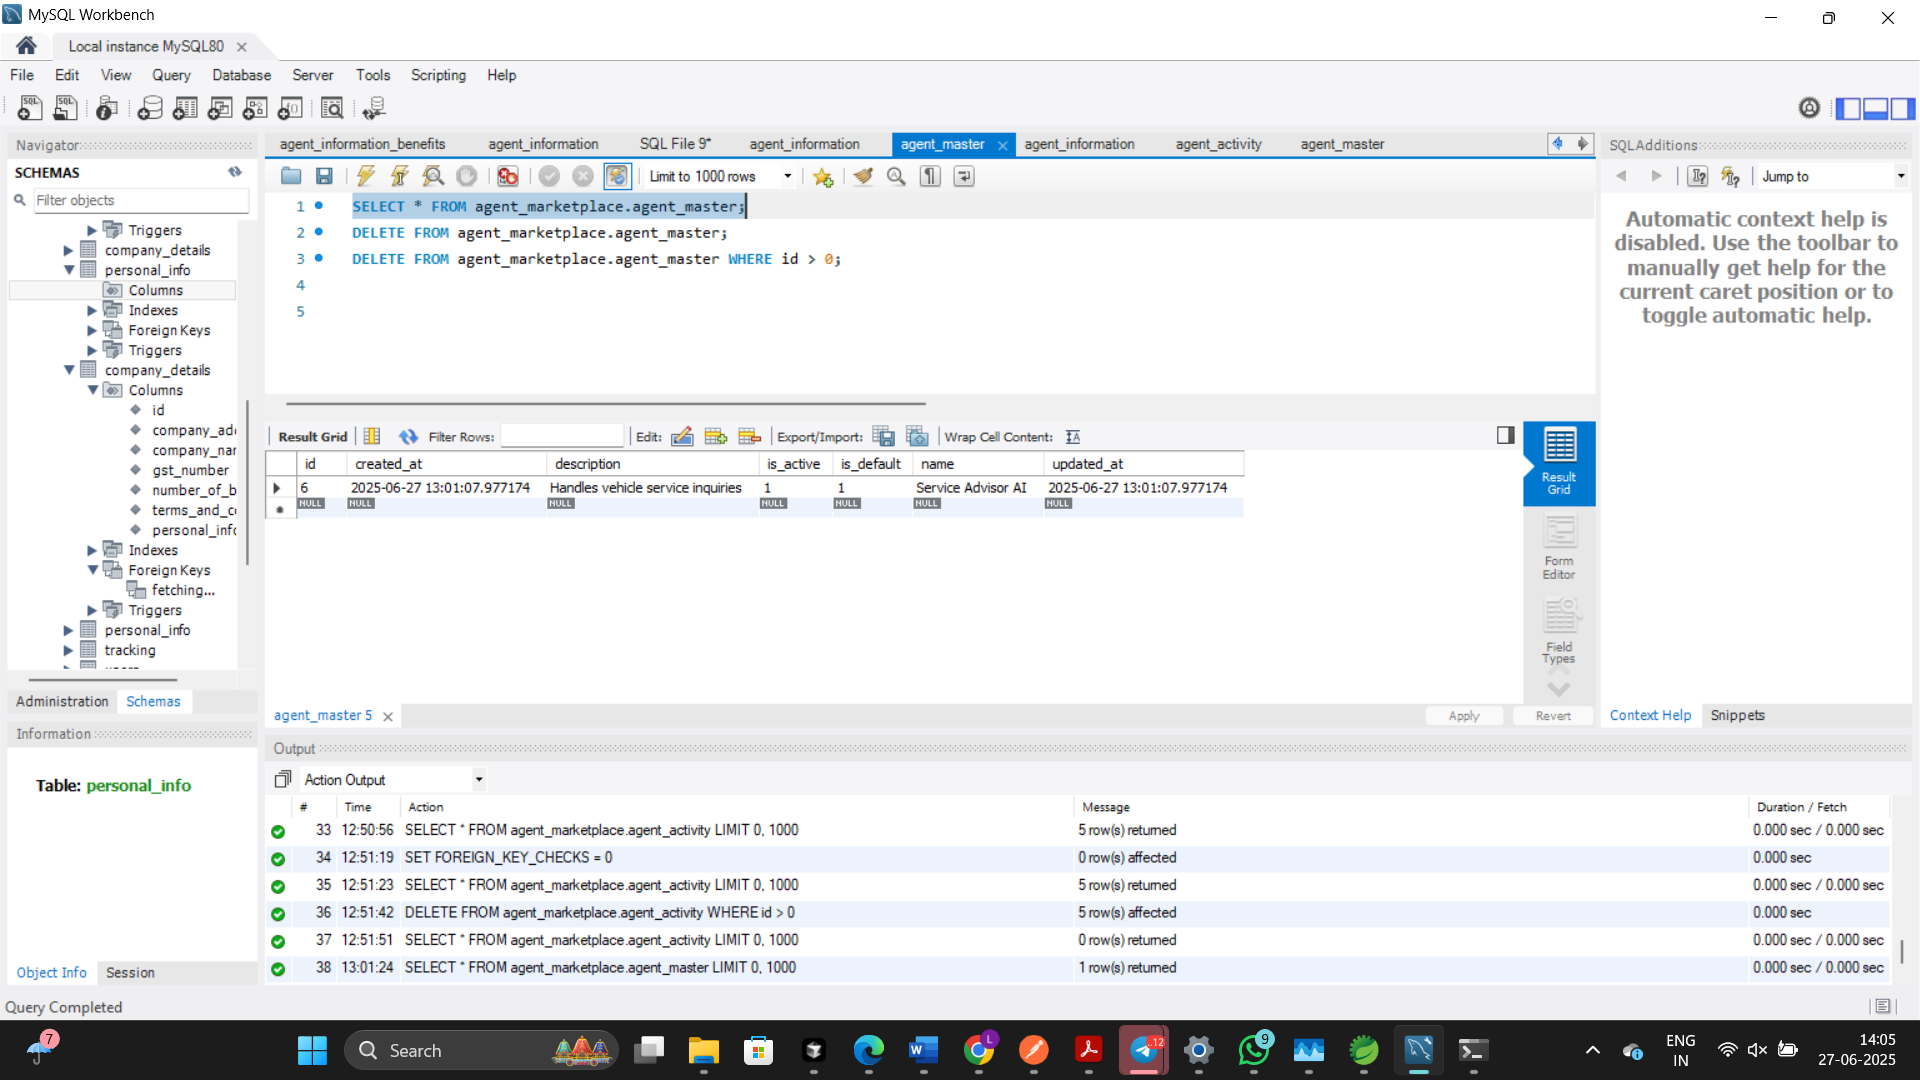 MySQL Workbench
Local instance MySQL80
File Edit View Query Database Server Tools Scripting Help
Navigator
SCHEMAS
Filter objects
Triggers
company_details
personal_info
Columns
Indexes
Foreign Keys
Triggers
company_details
Columns
id
company_add
company_nar
gst_number
number_of_b
terms_and_co
personal_info
Indexes
Foreign Keys
fetching...
Triggers
personal_info
tracking
Administration Schemas
Information
Table: personal_info
Object Info Session
Query Completed
agent_information_benefits agent_information SQL File 9* agent_information agent_master agent_information agent_activity agent_master
Limit to 1000 rows
1 SELECT * FROM agent_marketplace.agent_master;
2 DELETE FROM agent_marketplace.agent_master;
3 DELETE FROM agent_marketplace.agent_master WHERE id > 0;
4
5
Result Grid Filter Rows: Edit: Export/Import: Wrap Cell Content:
id created_at description is_active is_default name updated_at
6 2025-06-27 13:01:07.977174 Handles vehicle service inquiries 1 1 Service Advisor AI 2025-06-27 13:01:07.977174
NULL NULL NULL NULL NULL NULL NULL
Result Grid
Form Editor
Field Types
agent_master 5
Apply Revert
SQLAdditions
Jump to
Automatic context help is
disabled. Use the toolbar to
manually get help for the
current caret position or to
toggle automatic help.
Context Help Snippets
Output
Action Output
# Time Action Message Duration / Fetch
33 12:50:56 SELECT * FROM agent_marketplace.agent_activity LIMIT 0, 1000 5 row(s) returned 0.000 sec / 0.000 sec
34 12:51:19 SET FOREIGN_KEY_CHECKS = 0 0 row(s) affected 0.000 sec
35 12:51:23 SELECT * FROM agent_marketplace.agent_activity LIMIT 0, 1000 5 row(s) returned 0.000 sec / 0.000 sec
36 12:51:42 DELETE FROM agent_marketplace.agent_activity WHERE id > 0 5 row(s) affected 0.000 sec
37 12:51:51 SELECT * FROM agent_marketplace.agent_activity LIMIT 0, 1000 0 row(s) returned 0.000 sec / 0.000 sec
38 13:01:24 SELECT * FROM agent_marketplace.agent_master LIMIT 0, 1000 1 row(s) returned 0.000 sec / 0.000 sec
7
Search
L
..12
9
ENG
IN
14:05
27-06-2025